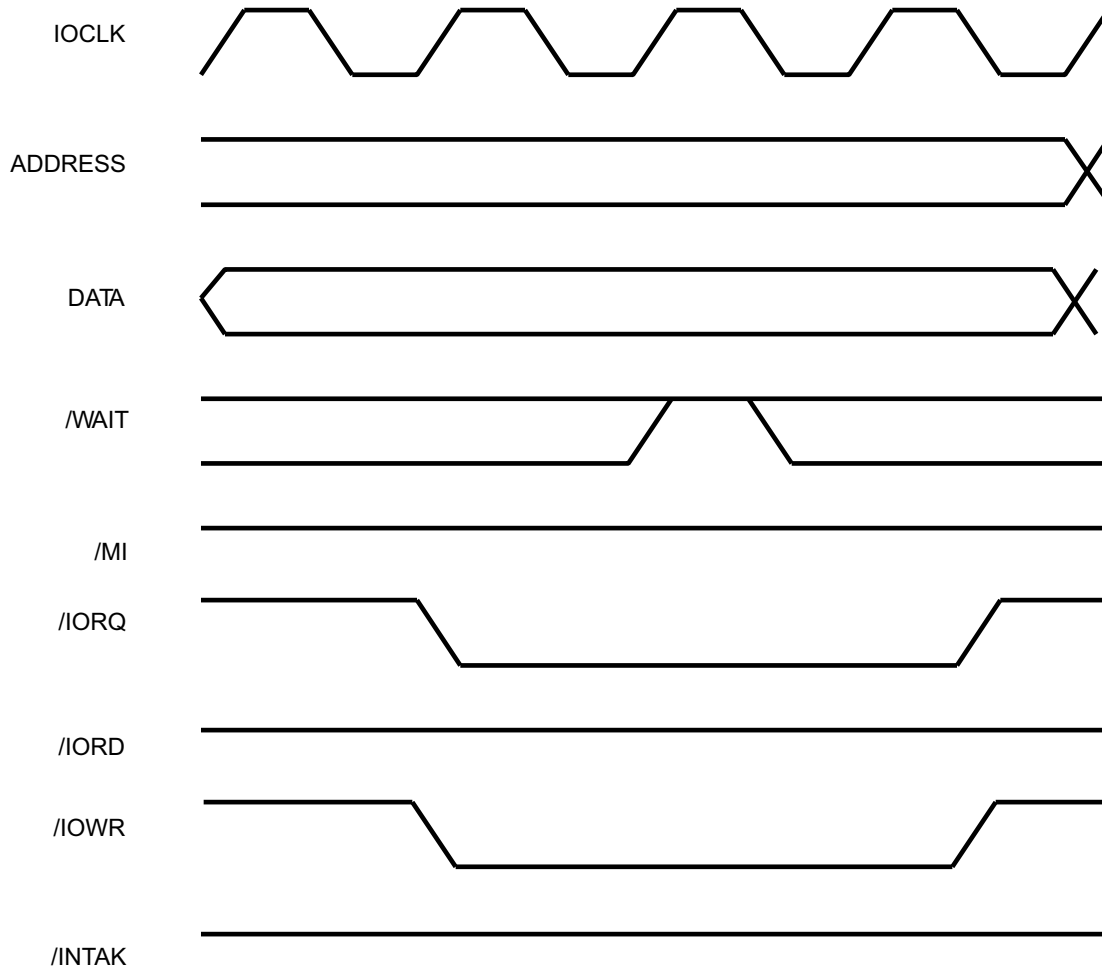 IOCLK
ADDRESS
DATA
/WAIT
/MI
/IORQ
/IORD
/IOWR
/INTAK